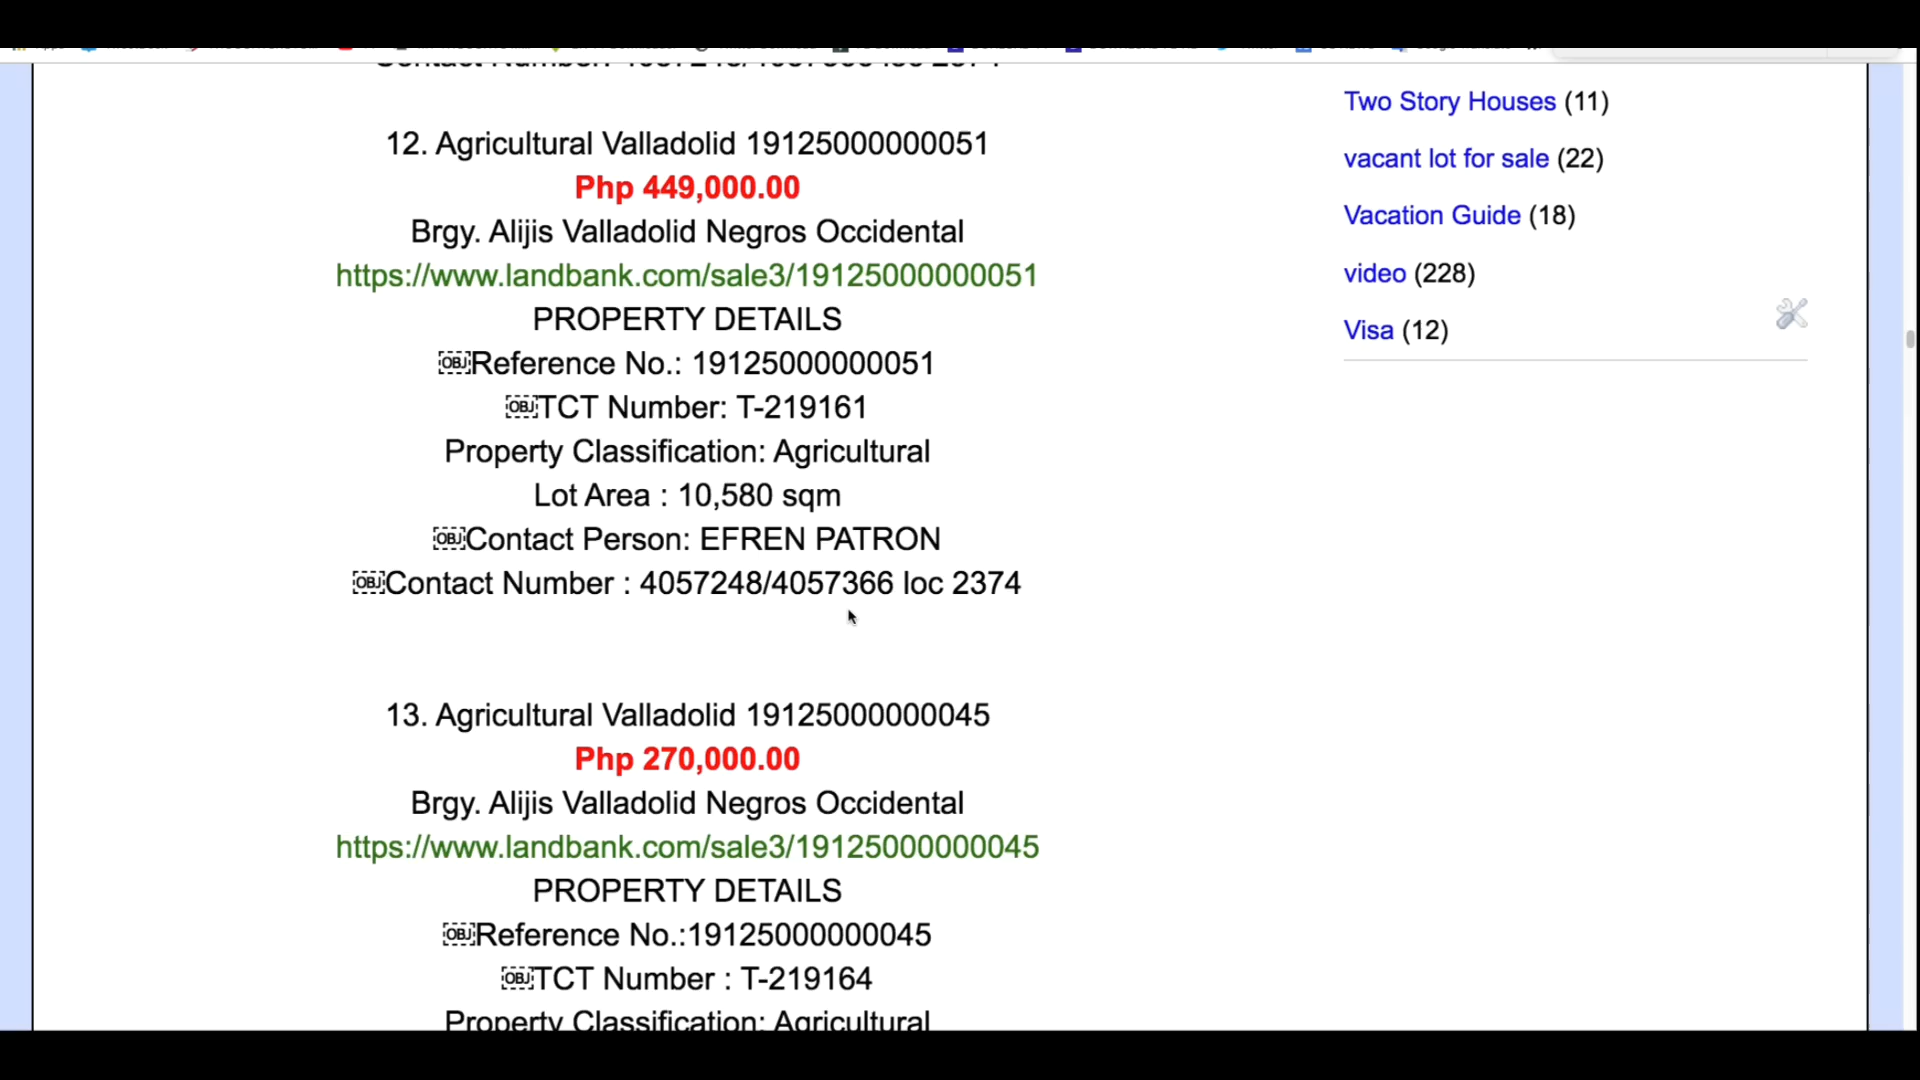 12. Agricultural Valladolid 19125000000051
Php 449,000.00
Brgy. Alijis Valladolid Negros Occidental
https://www.landbank.com/sale3/19125000000051
PROPERTY DETAILS
Reference No.: 19125000000051
TCT Number: T-219161
Property Classification: Agricultural
Lot Area : 10,580 sqm
Contact Person: EFREN PATRON
Contact Number : 4057248/4057366 loc 2374
13. Agricultural Valladolid 19125000000045
Php 270,000.00
Brgy. Alijis Valladolid Negros Occidental
https://www.landbank.com/sale3/19125000000045
PROPERTY DETAILS
Reference No.:19125000000045
TCT Number : T-219164
Property Classification: Agricultural
Two Story Houses (11)
vacant lot for sale (22)
Vacation Guide (18)
video (228)
Visa (12)